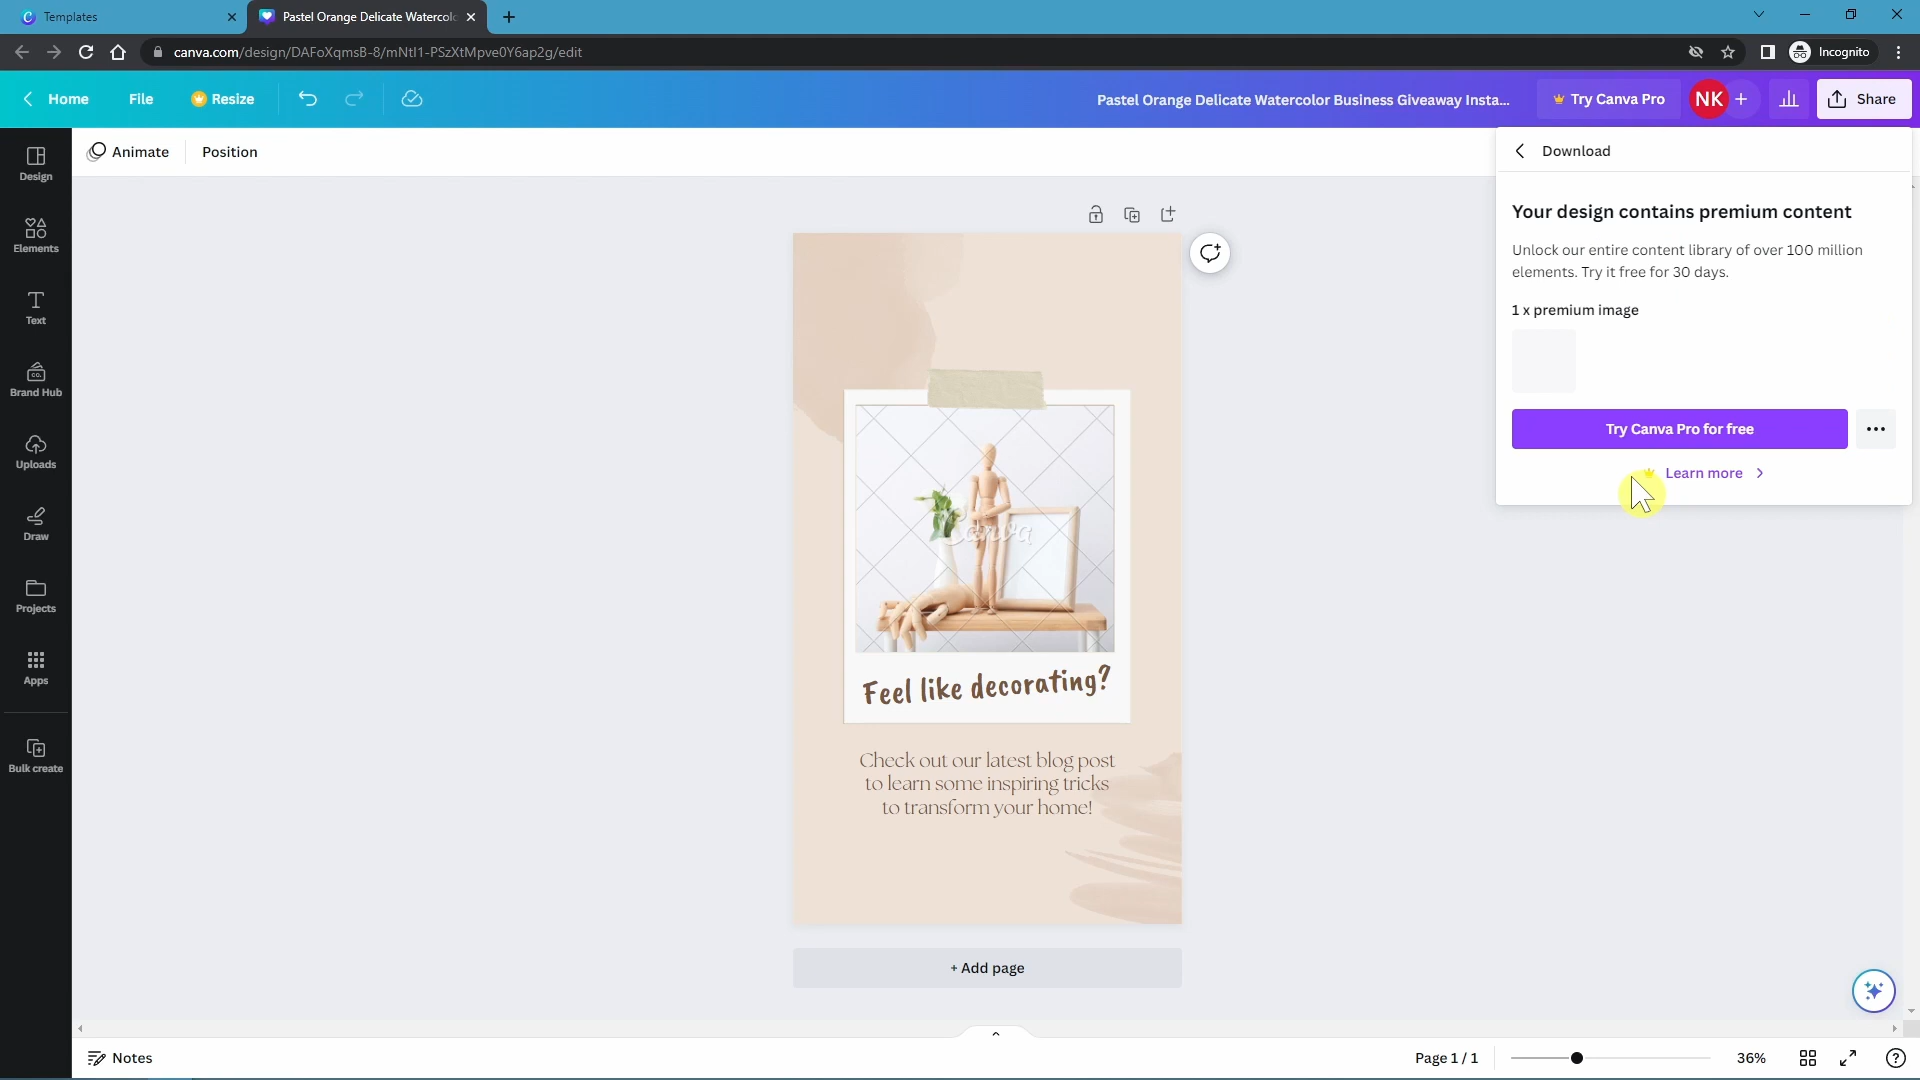 Templates
Pastel Orange Delicate Watercolo
canva.com/design/DAFoXqmsB-8/mNtI1-PSzXtMpve0Y6ap2g/edit
Incognito
Home
File
Resize
Pastel Orange Delicate Watercolor Business Giveaway Insta...
Try Canva Pro
NK
+
Share
Animate
Position
Download
Design
Elements
Text
Brand Hub
CO.
Uploads
Draw
Projects
Apps
Bulk create
Your design contains premium content
Unlock our entire content library of over 100 million
elements. Try it free for 30 days.
1 x premium image
Try Canva Pro for free
Learn more
Canva
Feel like decorating?
Check out our latest blog post
to learn some inspiring tricks
to transform your home!
+ Add page
Notes
Page 1 / 1
36%